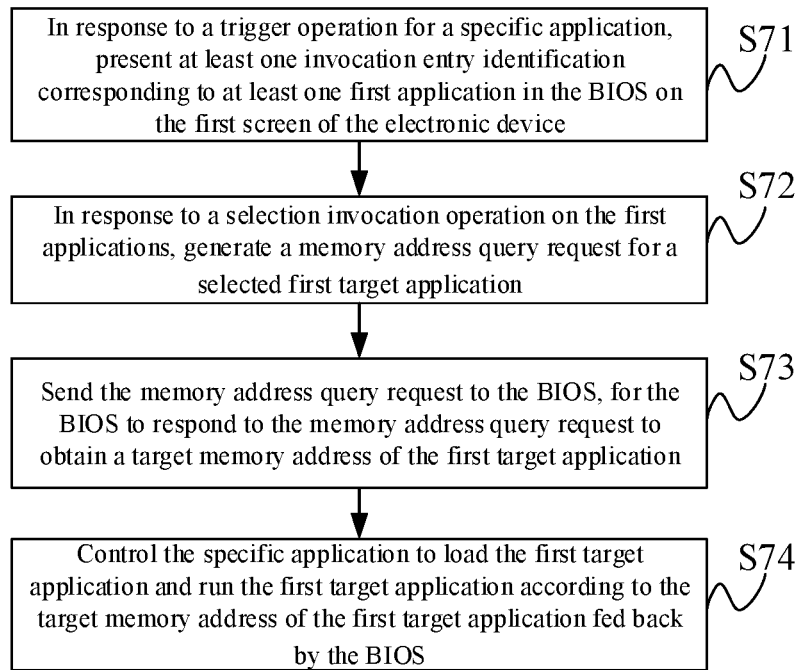 In response to a trigger operation for a specific application,
present at least one invocation entry identification
corresponding to at least one first application in the BIOS on
the first screen of the electronic device
S71
In response to a selection invocation operation on the first
applications, generate a memory address query request for a
selected first target application
S72
Send the memory address query request to the BIOS, for the
BIOS to respond to the memory address query request to
obtain a target memory address of the first target application
S73
Control the specific application to load the first target
application and run the first target application according to the
target memory address of the first target application fed back
by the BIOS
S74